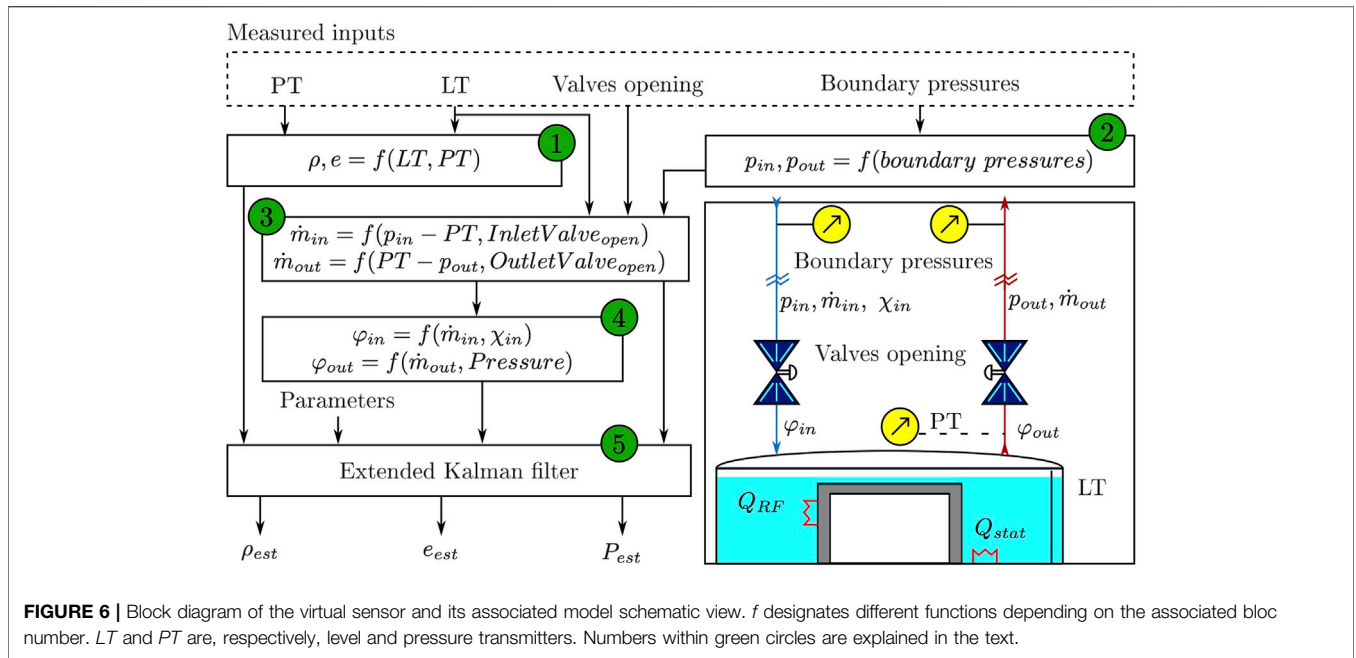 Measured inputs
PT LT Valves opening Boundary pressures
1
ρ, e = f(LT, PT)
2
p_in, p_out = f(boundary pressures)
3
ṁ_in = f(p_in − PT, InletValve_open)
ṁ_out = f(PT − p_out, OutletValve_open)
4
φ_in = f(ṁ_in, χ_in)
φ_out = f(ṁ_out, Pressure)
Parameters
5
Extended Kalman filter
ρ_est e_est P_est
Boundary pressures
p_in, ṁ_in, χ_in p_out, ṁ_out
Valves opening
φ_in PT φ_out
LT
Q_RF
Q_stat
FIGURE 6 | Block diagram of the virtual sensor and its associated model schematic view. f designates different functions depending on the associated bloc
number. LT and PT are, respectively, level and pressure transmitters. Numbers within green circles are explained in the text.